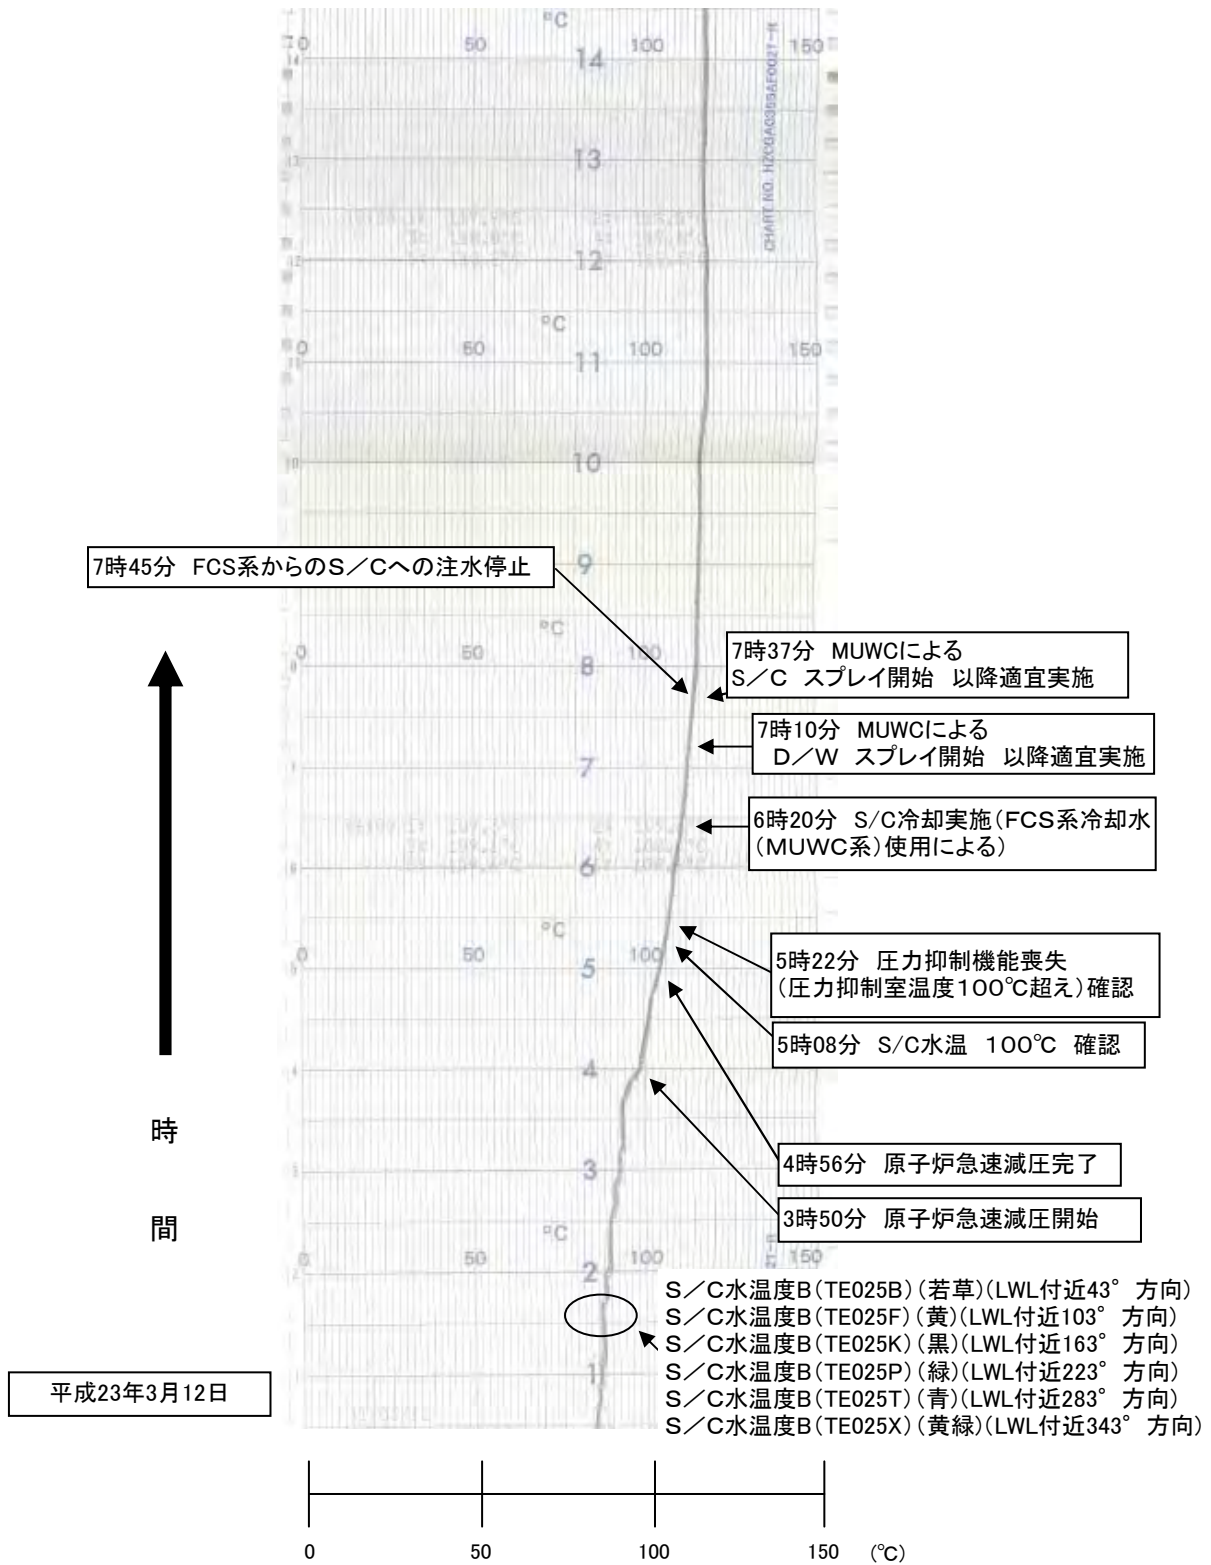 °C
0 50 100 150
14
CHART NO. HZCGA0355AF002T-R
13
12
°C
0 50 100 150
11
10
9
7時45分 FCS系からのS/Cへの注水停止
°C
0 50 100
8
7時37分 MUWCによる
S/C スプレイ開始 以降適宜実施
7時10分 MUWCによる
D/W スプレイ開始 以降適宜実施
7
6時20分 S/C冷却実施(FCS系冷却水
(MUWC系)使用による)
6
°C
0 50 100
5
5時22分 圧力抑制機能喪失
(圧力抑制室温度100℃超え)確認
5時08分 S/C水温 100℃ 確認
4
時
間
4時56分 原子炉急速減圧完了
3
3時50分 原子炉急速減圧開始
°C
0 50 100 150
2
S/C水温度B(TE025B)(若草)(LWL付近43° 方向)
S/C水温度B(TE025F)(黄)(LWL付近103° 方向)
S/C水温度B(TE025K)(黒)(LWL付近163° 方向)
S/C水温度B(TE025P)(緑)(LWL付近223° 方向)
S/C水温度B(TE025T)(青)(LWL付近283° 方向)
S/C水温度B(TE025X)(黄緑)(LWL付近343° 方向)
1
平成23年3月12日
0 50 100 150 (℃)